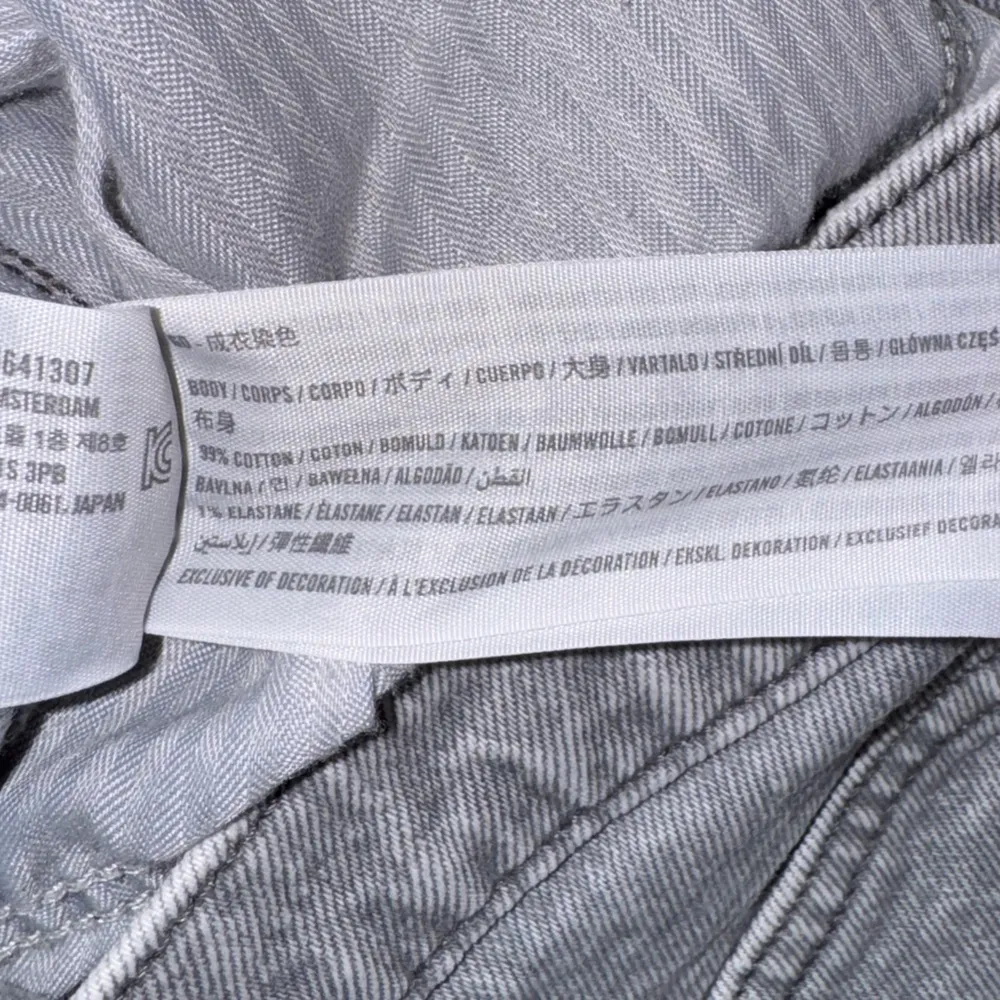 641307
MSTERDAM
1층 제8호
S 3PB
4-0061. JAPAN
- 成衣染色
BODY / CORPS / CORPO / ボディ / CUERPO / 大身 / VARTALO / STŘEDNÍ DÍL / 몸통 / GŁÓWNA CZĘŚ
布身
99% COTTON / COTON / BOMULD / KATOEN / BAUMWOLLE / BOMULL / COTONE / コットン / ALGODÓN /
BAVLNA / 면 / BAWEŁNA / ALGODÃO / القطن
1% ELASTANE / ÉLASTANE / ELASTAN / ELASTAAN / エラスタン / ELASTANO / 氨纶 / ELASTAANIA / 엘라
إيلاستين / 彈性纖維
EXCLUSIVE OF DECORATION / À L'EXCLUSION DE LA DÉCORATION / EKSKL. DEKORATION / EXCLUSIEF DECORA